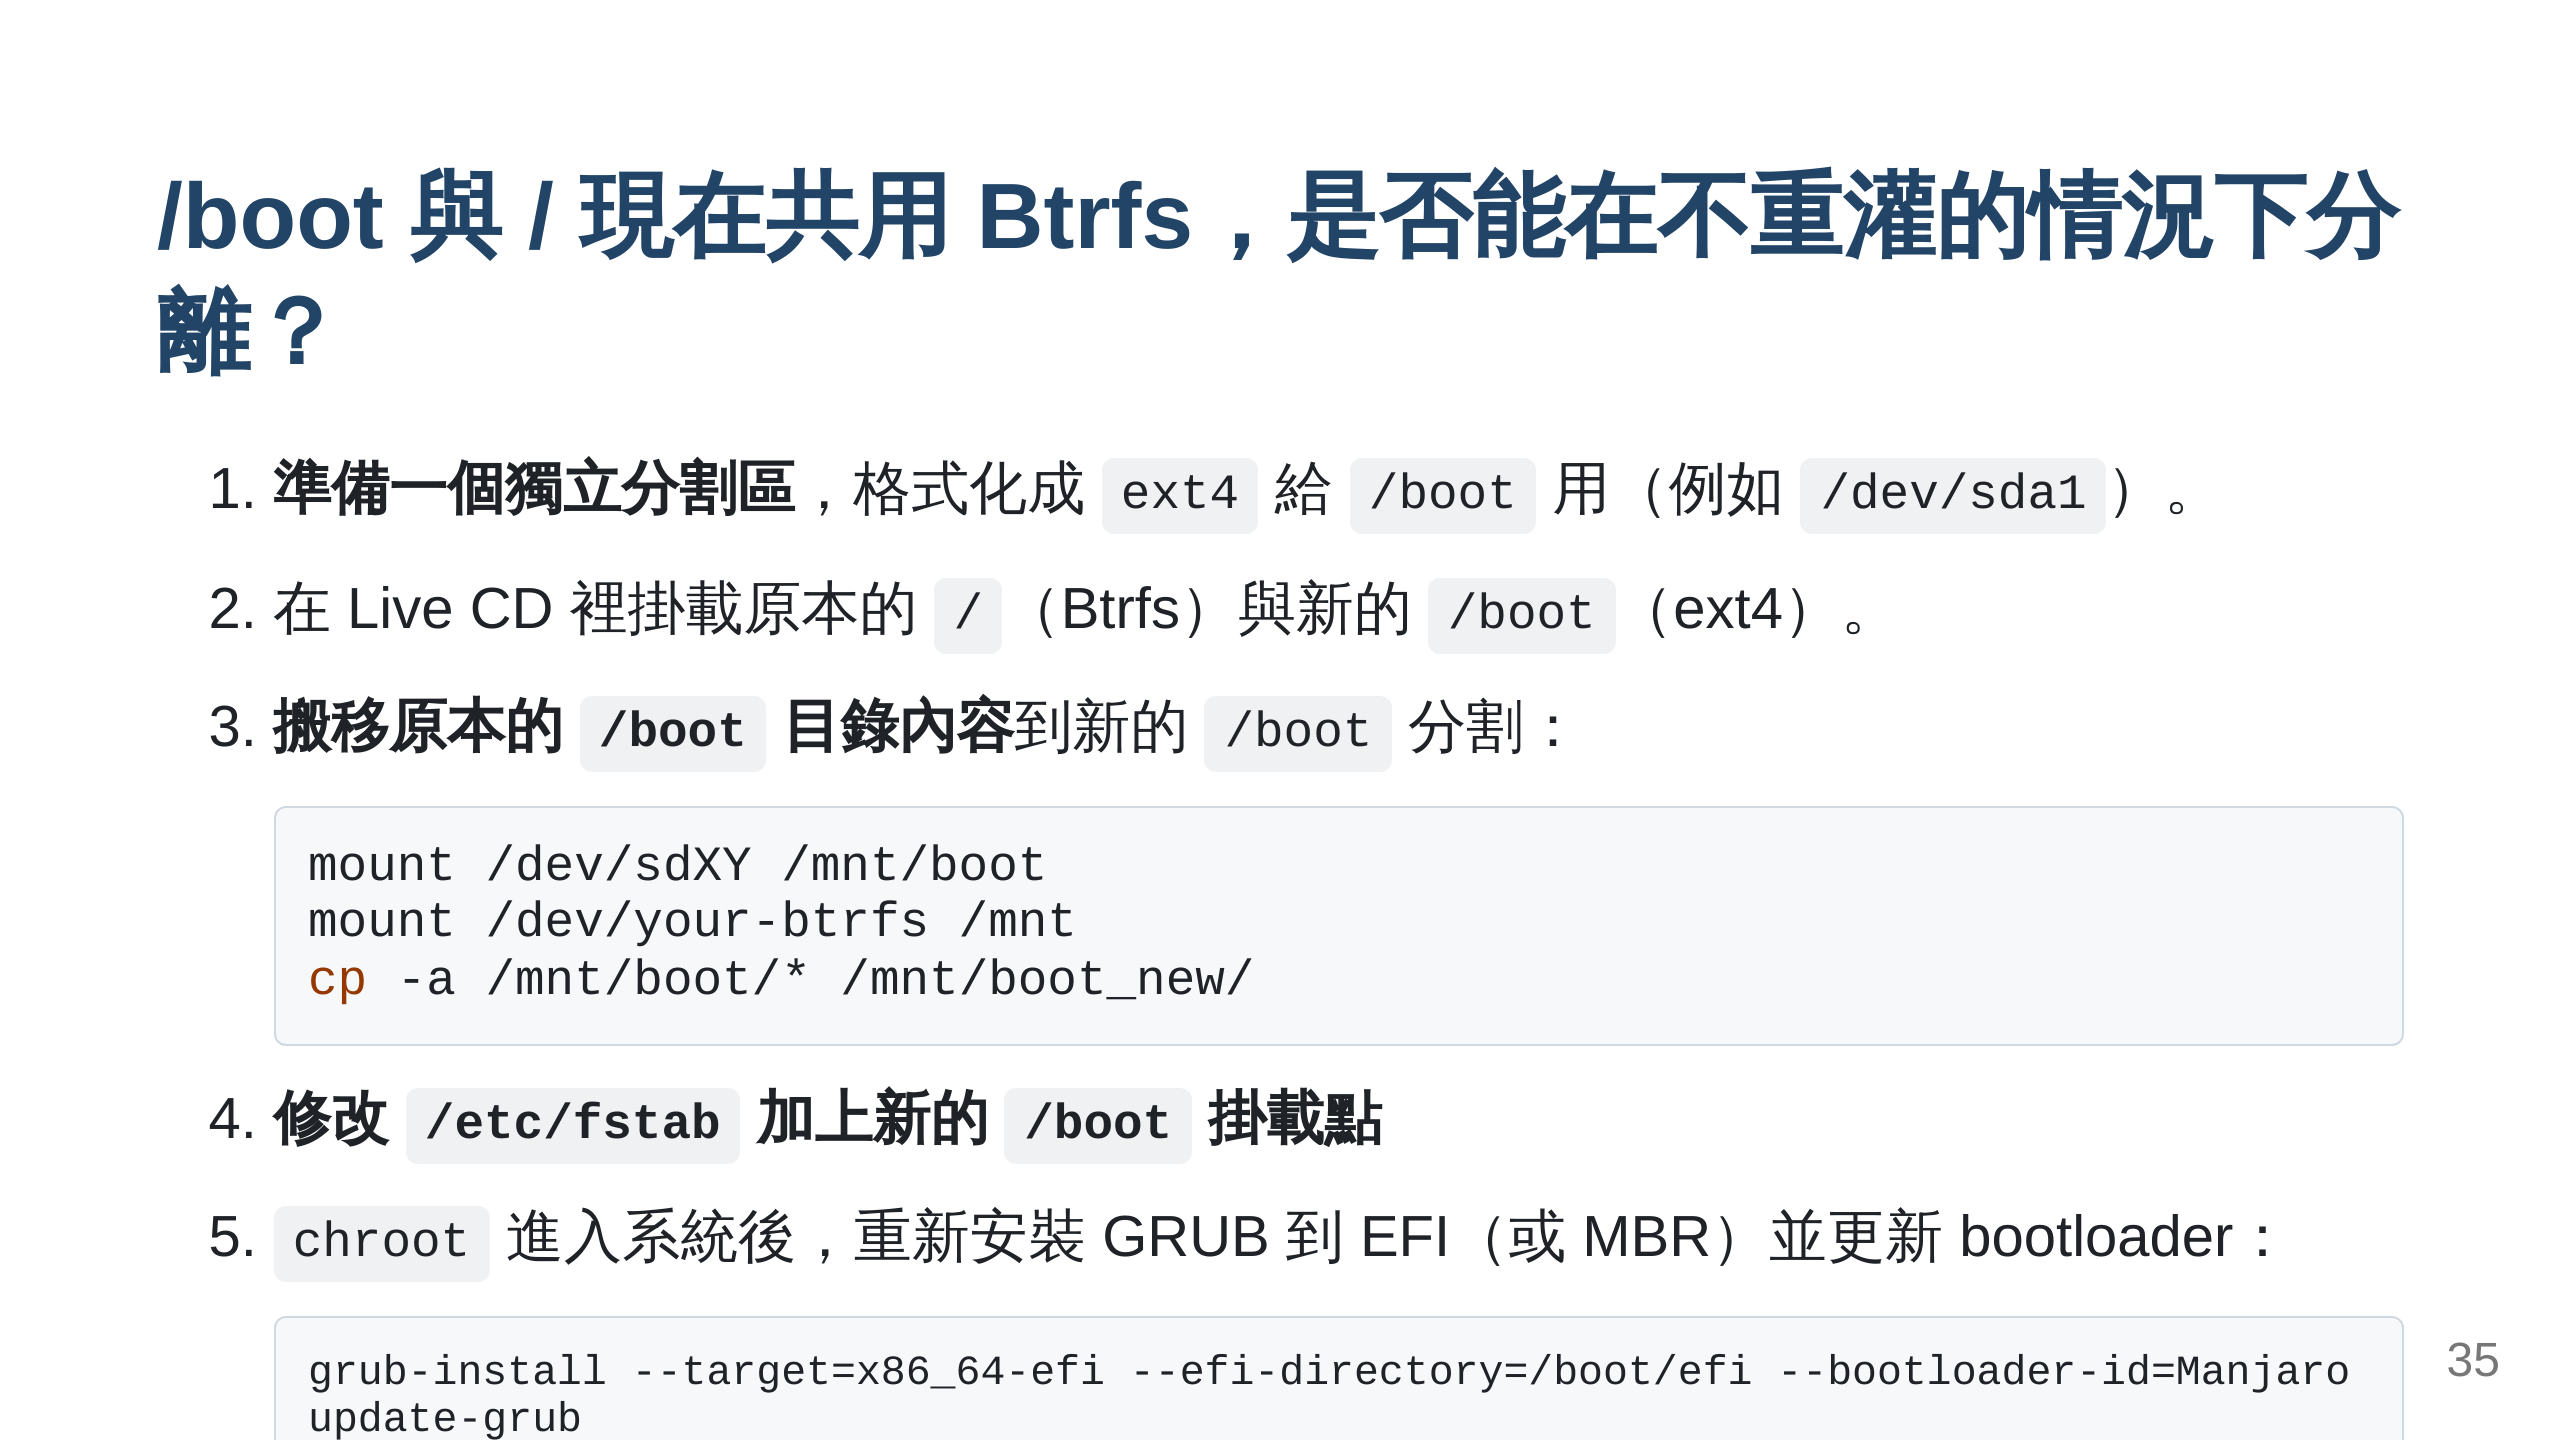 /boot 與 / 現在共用 Btrfs，是否能在不重灌的情況下分
離？
1. 準備一個獨立分割區，格式化成 ext4 給 /boot 用（例如 /dev/sda1）。
2. 在 Live CD 裡掛載原本的 /（Btrfs）與新的 /boot（ext4）。
3. 搬移原本的 /boot 目錄內容到新的 /boot 分割：
mount /dev/sdXY /mnt/boot
mount /dev/your-btrfs /mnt
cp -a /mnt/boot/* /mnt/boot_new/
4. 修改 /etc/fstab 加上新的 /boot 掛載點
5. chroot 進入系統後，重新安裝 GRUB 到 EFI（或 MBR）並更新 bootloader：
grub-install --target=x86_64-efi --efi-directory=/boot/efi --bootloader-id=Manjaro
update-grub
35